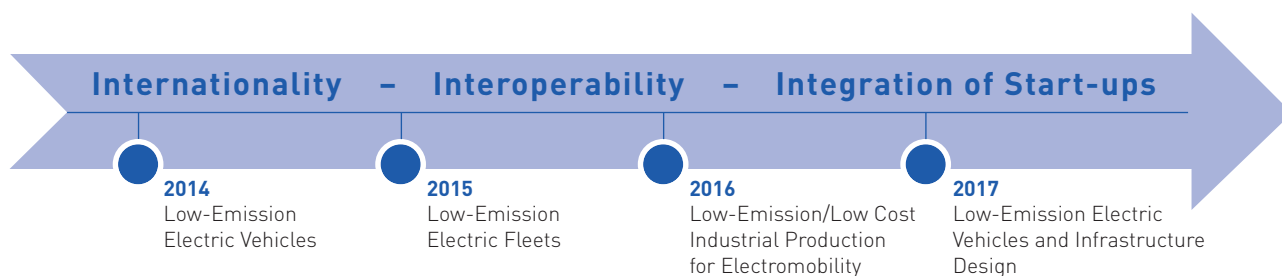 Internationality – Interoperability – Integration of Start-ups
2014
Low-Emission
Electric Vehicles
2015
Low-Emission
Electric Fleets
2016
Low-Emission/Low Cost
Industrial Production
for Electromobility
2017
Low-Emission Electric
Vehicles and Infrastructure
Design